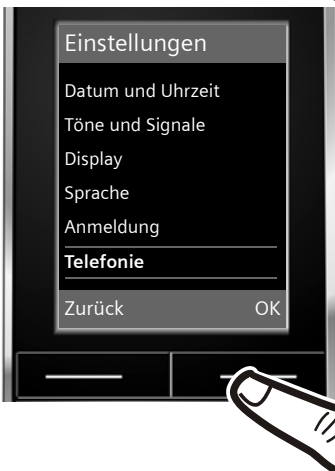 Einstellungen
Datum und Uhrzeit
Töne und Signale
Display
Sprache
Anmeldung
Telefonie
Zurück OK